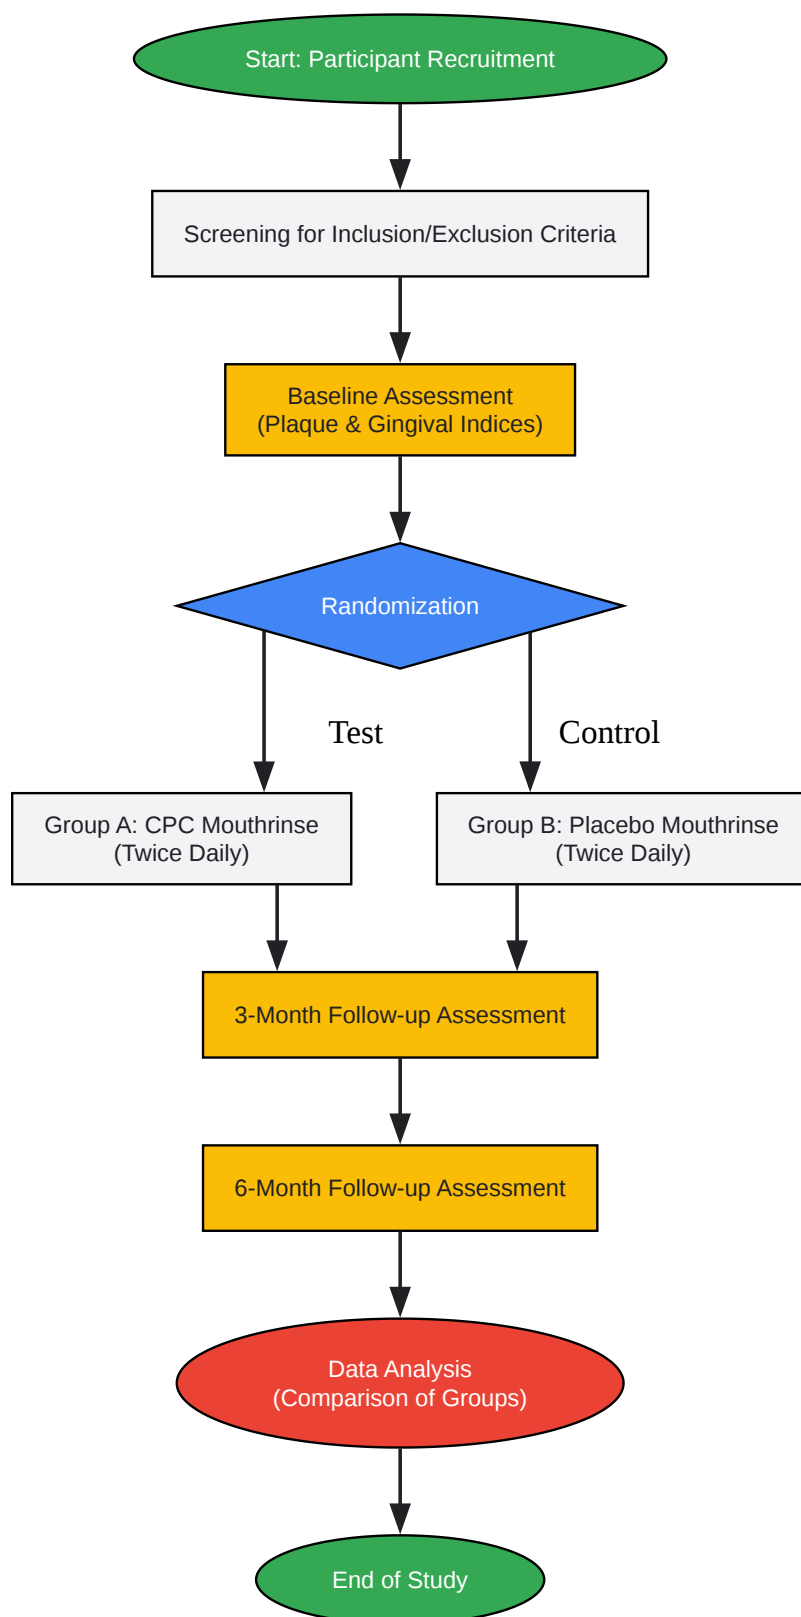 Start: Participant Recruitment
Screening for Inclusion/Exclusion Criteria
Baseline Assessment
(Plaque & Gingival Indices)
Randomization
Test
Control
Group A: CPC Mouthrinse
(Twice Daily)
Group B: Placebo Mouthrinse
(Twice Daily)
3-Month Follow-up Assessment
6-Month Follow-up Assessment
Data Analysis
(Comparison of Groups)
End of Study